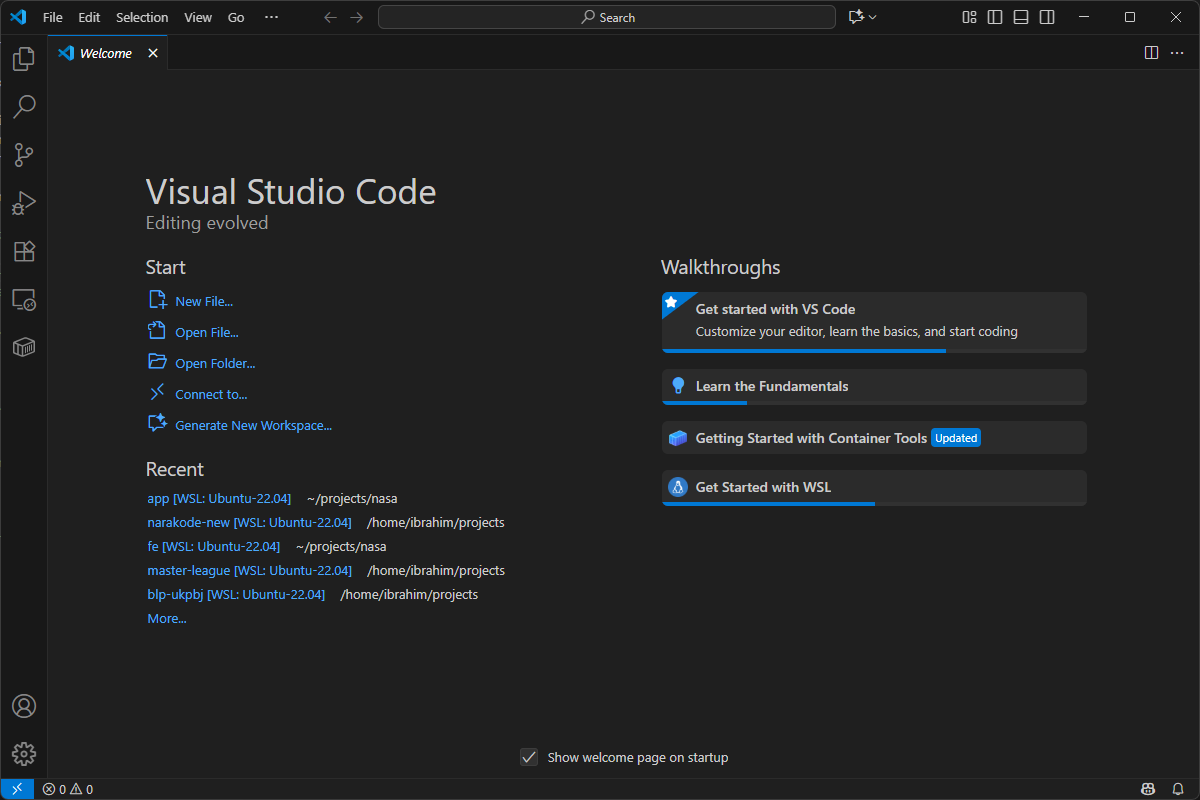 File Edit Selection View Go
Search
Welcome
Visual Studio Code
Editing evolved
Start
New File...
Open File...
Open Folder...
Connect to...
Generate New Workspace...
Recent
app [WSL: Ubuntu-22.04] ~/projects/nasa
narakode-new [WSL: Ubuntu-22.04] /home/ibrahim/projects
fe [WSL: Ubuntu-22.04] ~/projects/nasa
master-league [WSL: Ubuntu-22.04] /home/ibrahim/projects
blp-ukpbj [WSL: Ubuntu-22.04] /home/ibrahim/projects
More...
Walkthroughs
Get started with VS Code
Customize your editor, learn the basics, and start coding
Learn the Fundamentals
Getting Started with Container Tools Updated
Get Started with WSL
Show welcome page on startup
0 0